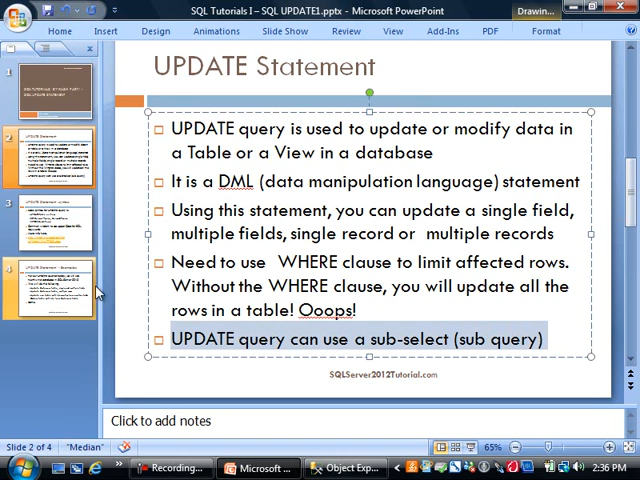 SQL Tutorials I – SQL UPDATE1.pptx - Microsoft PowerPoint
Drawin...
Home Insert Design Animations Slide Show Review View Add-Ins PDF Format
1
2
3
4
UPDATE Statement
UPDATE query is used to update or modify data in
a Table or a View in a database
It is a DML (data manipulation language) statement
Using this statement, you can update a single field,
multiple fields, single record or multiple records
Need to use WHERE clause to limit affected rows.
Without the WHERE clause, you will update all the
rows in a table! Ooops!
UPDATE query can use a sub-select (sub query)
SQLServer2012Tutorial.com
Click to add notes
Slide 2 of 4 "Median" 65%
Recording... Microsoft ... Object Exp... 2:36 PM